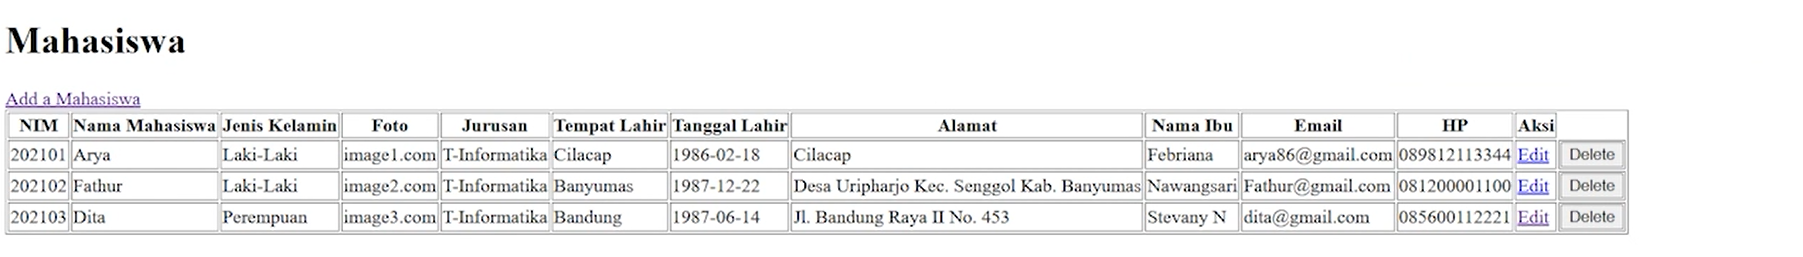 Mahasiswa
Add a Mahasiswa
NIM Nama Mahasiswa Jenis Kelamin Foto Jurusan Tempat Lahir Tanggal Lahir Alamat Nama Ibu Email HP Aksi
202101 Arya Laki-Laki image1.com T-Informatika Cilacap 1986-02-18 Cilacap Febriana arya86@gmail.com 089812113344 Edit Delete
202102 Fathur Laki-Laki image2.com T-Informatika Banyumas 1987-12-22 Desa Uripharjo Kec. Senggol Kab. Banyumas Nawangsari Fathur@gmail.com 081200001100 Edit Delete
202103 Dita Perempuan image3.com T-Informatika Bandung 1987-06-14 Jl. Bandung Raya II No. 453 Stevany N dita@gmail.com 085600112221 Edit Delete